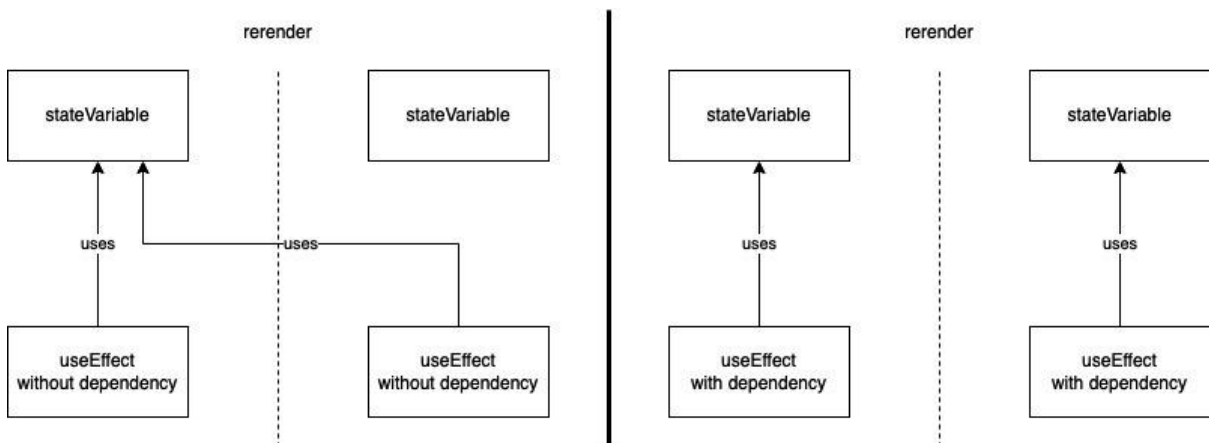 rerender
rerender
stateVariable
stateVariable
stateVariable
stateVariable
uses
uses
uses
uses
useEffect
without dependency
useEffect
without dependency
useEffect
with dependency
useEffect
with dependency